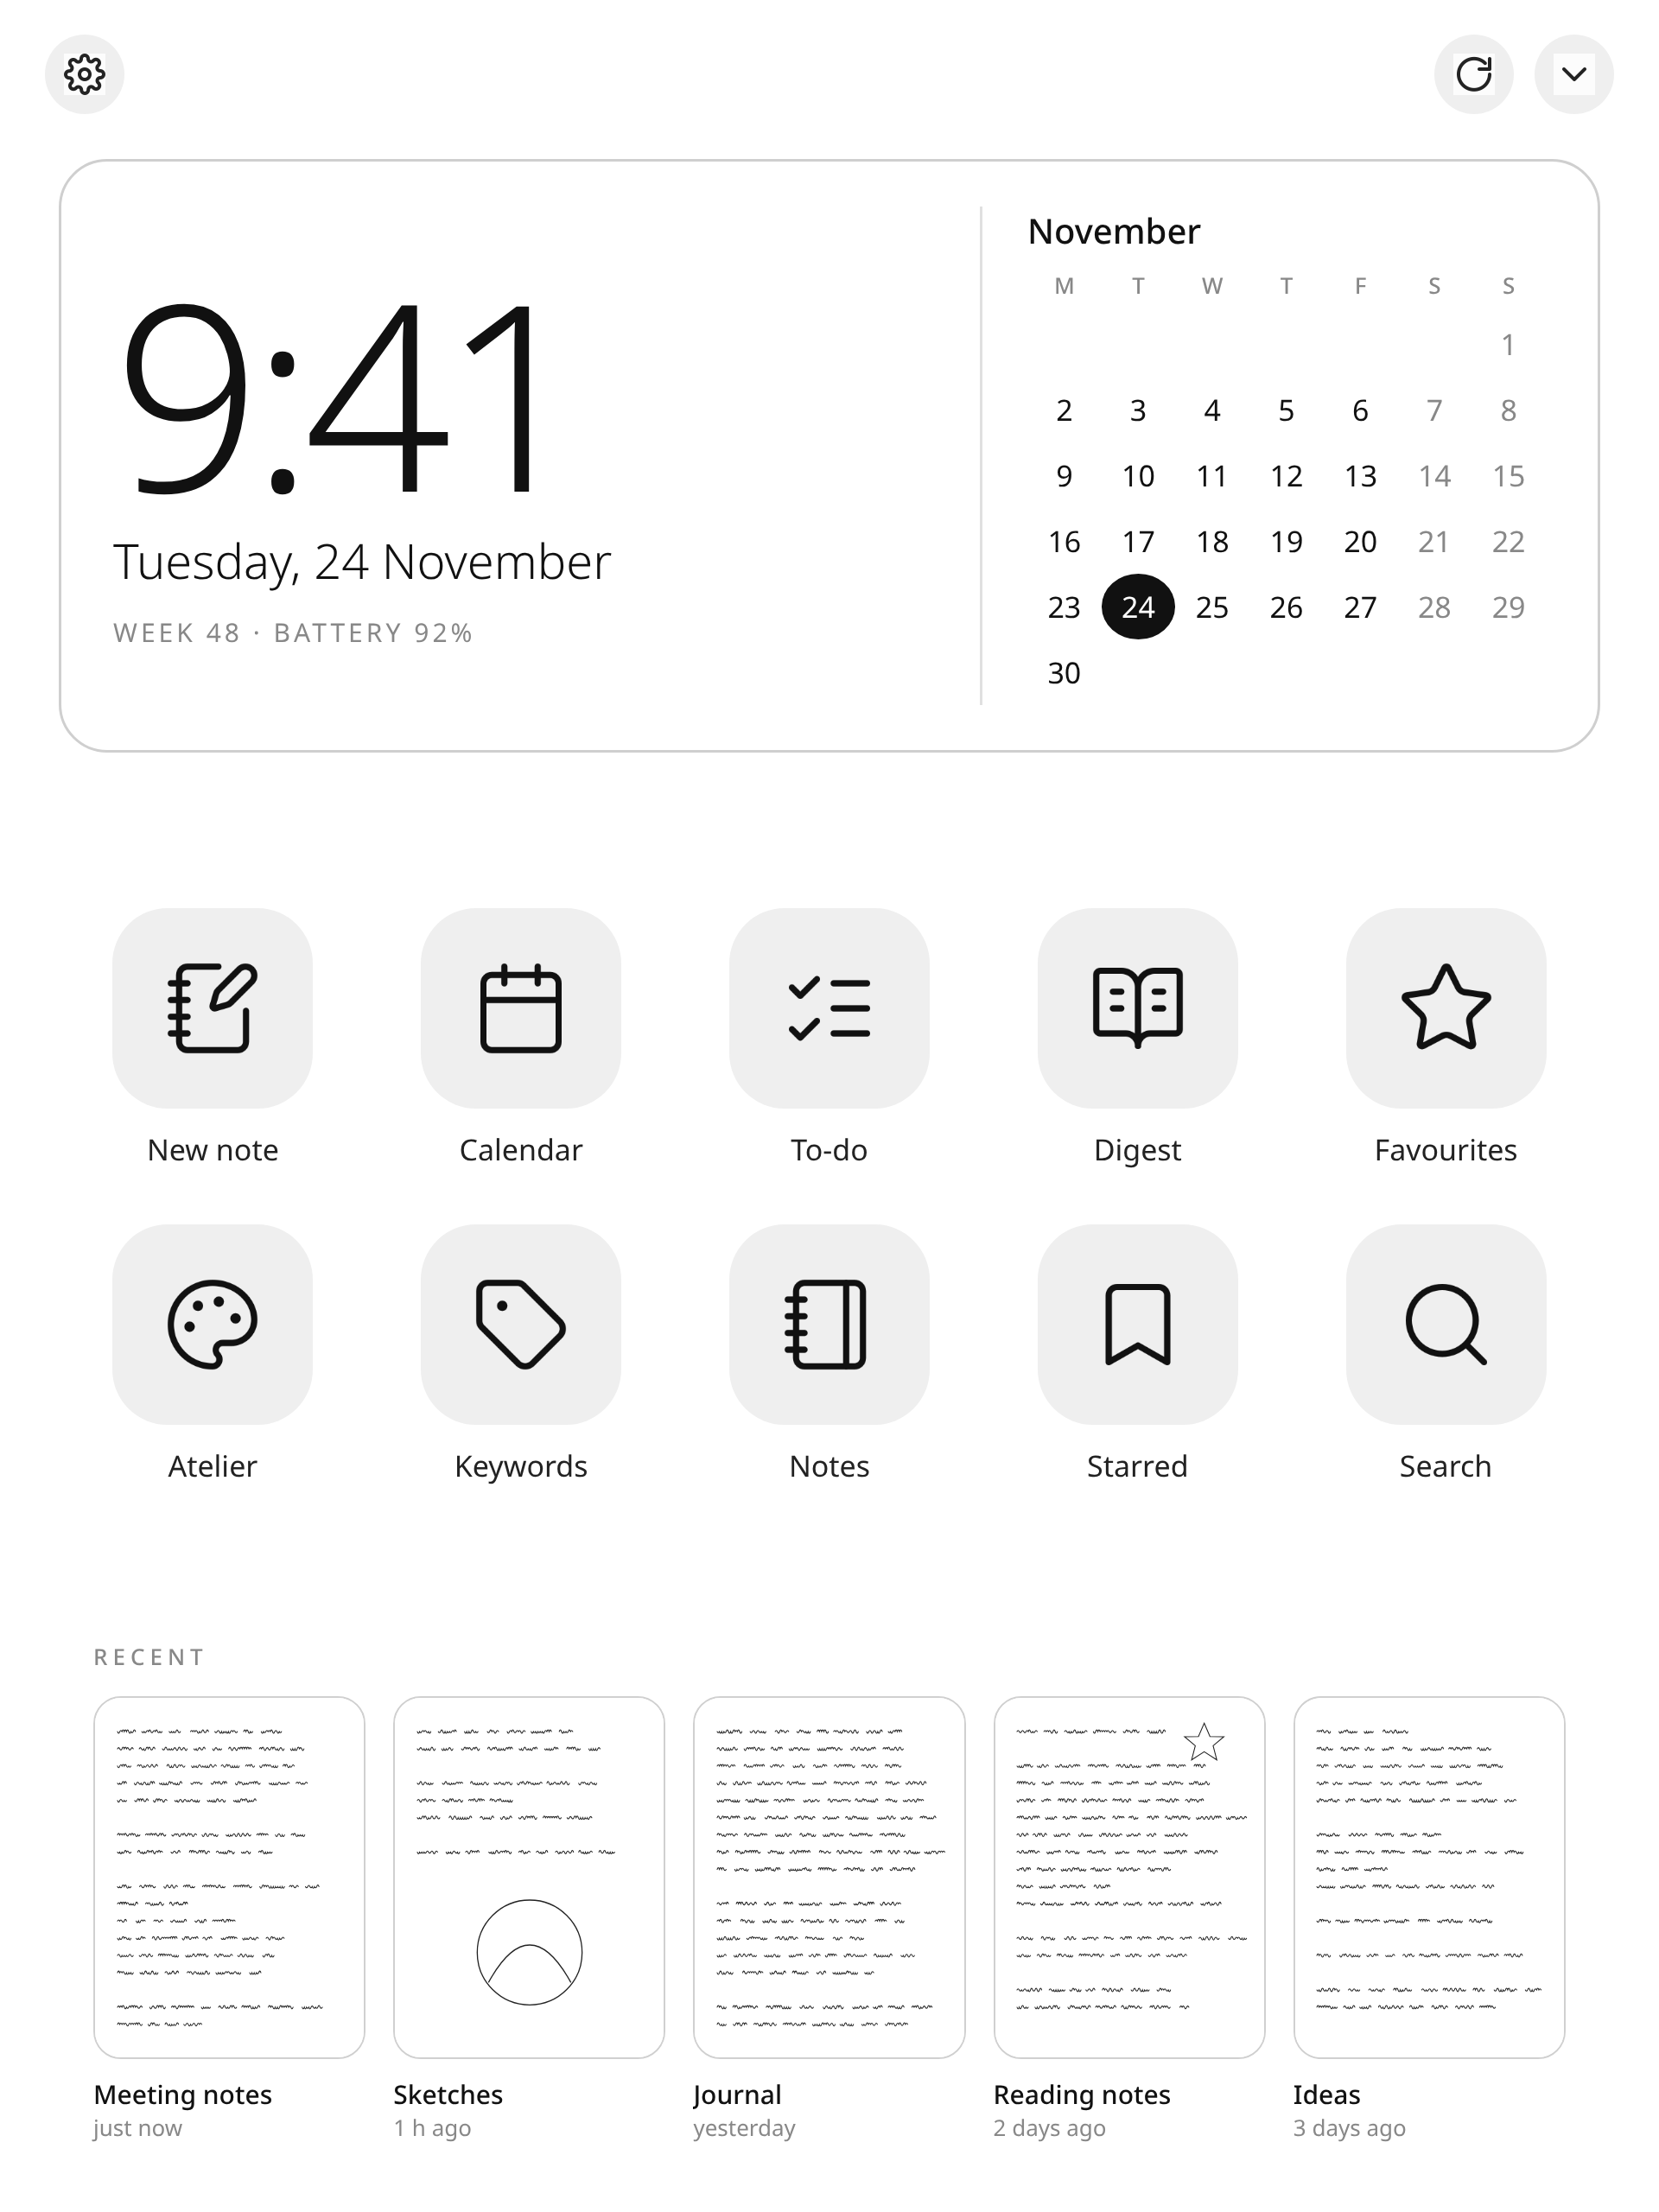 9:41
Tuesday, 24 November
WEEK 48 · BATTERY 92%
November
M T W T F S S
1
2 3 4 5 6 7 8
9 10 11 12 13 14 15
16 17 18 19 20 21 22
23 24 25 26 27 28 29
30
New note Calendar To-do Digest Favourites
Atelier Keywords Notes Starred Search
RECENT
Meeting notes Sketches Journal Reading notes Ideas
just now 1 h ago yesterday 2 days ago 3 days ago